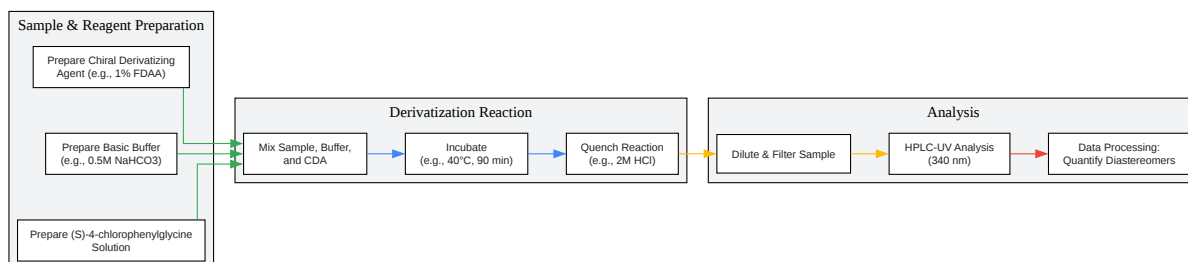 Sample & Reagent Preparation
Prepare Chiral Derivatizing
Agent (e.g., 1% FDAA)
Prepare Basic Buffer
(e.g., 0.5M NaHCO3)
Prepare (S)-4-chlorophenylglycine
Solution
Derivatization Reaction
Mix Sample, Buffer,
and CDA
Incubate
(e.g., 40°C, 90 min)
Quench Reaction
(e.g., 2M HCl)
Analysis
Dilute & Filter Sample
HPLC-UV Analysis
(340 nm)
Data Processing:
Quantify Diastereomers